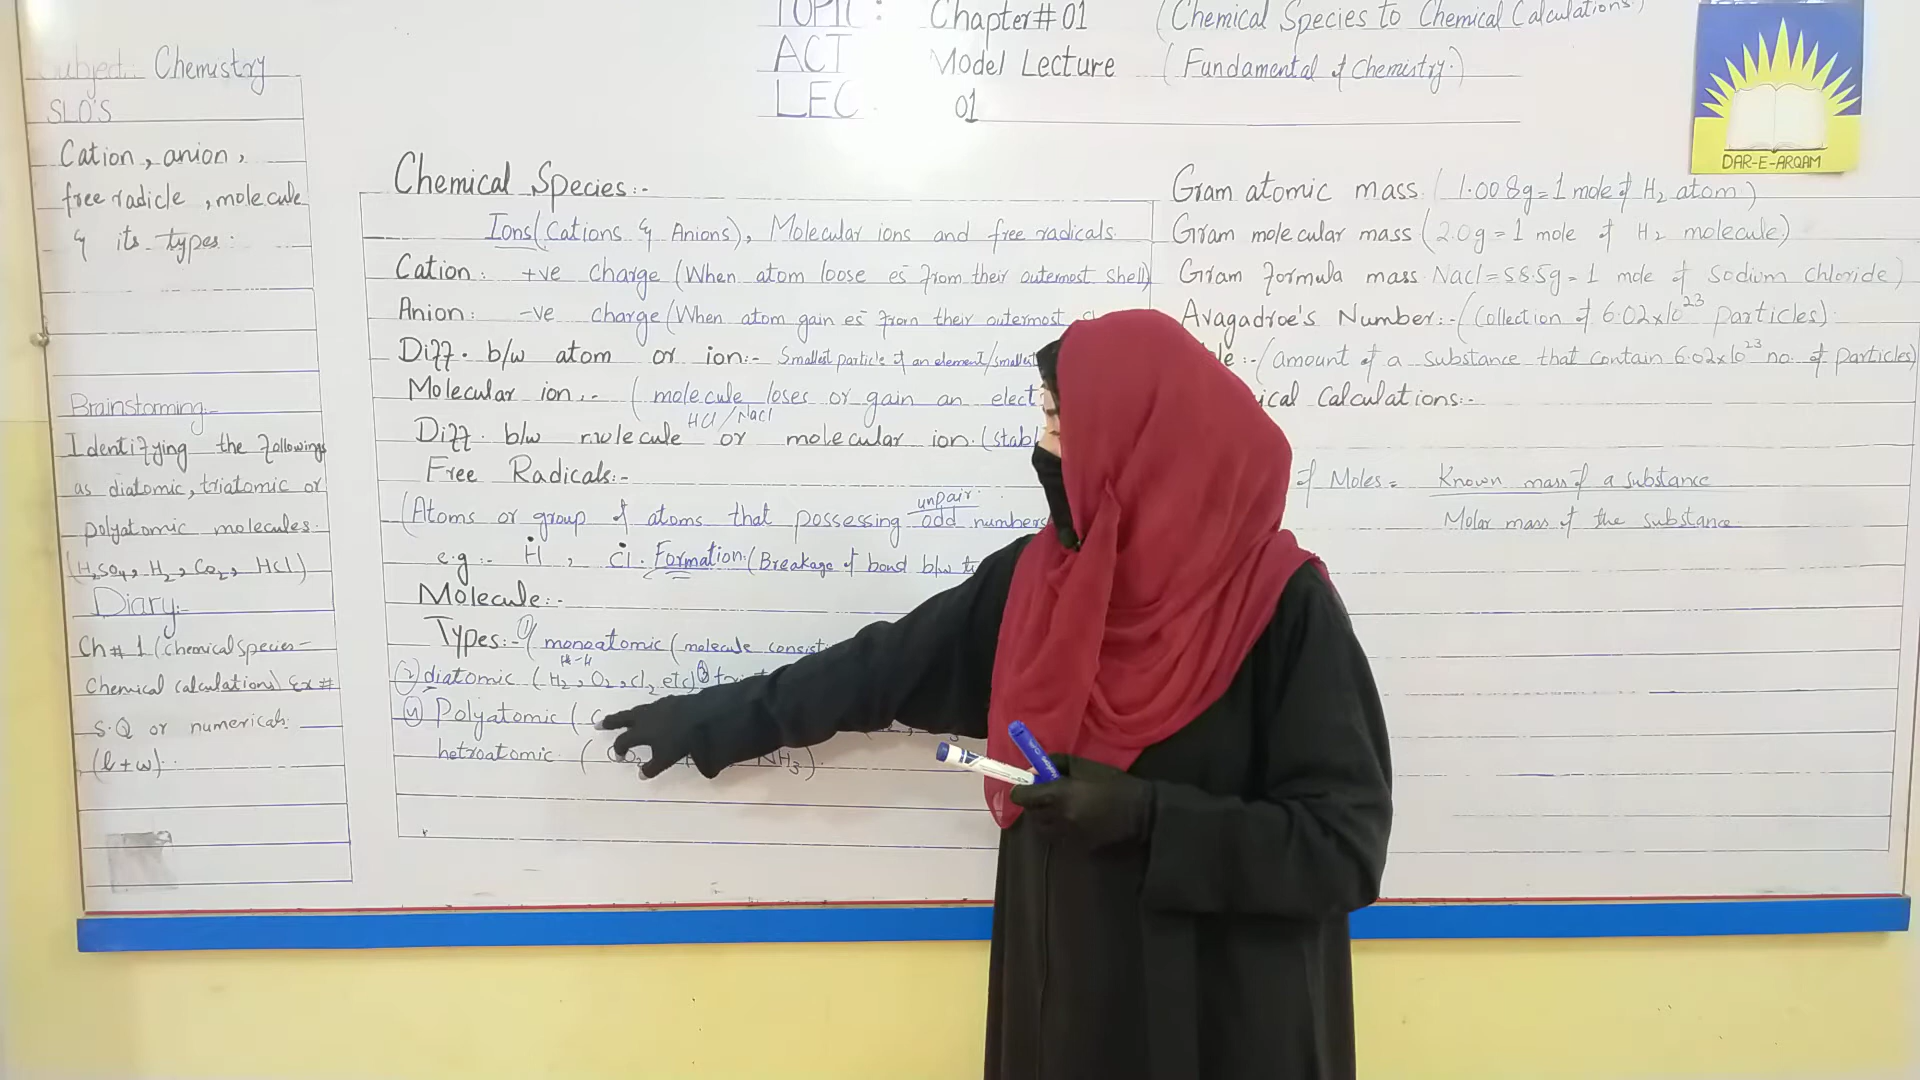 TOPIC : Chapter# 01 (Chemical Species to Chemical Calculations.)
ACT Model Lecture (Fundamental of Chemistry.)
LEC 01
Subject: Chemistry
SLO'S
Cation, anion,
free radicle, molecule
& its types:
Brainstorming:-
Identifying the followings
as diatomic, triatomic or
polyatomic molecules.
(H₂SO₄, H₂, Co₂, HCl)
Diary:-
Ch # 1 (Chemical Species -
Chemical Calculations) Ex #
S.Q or numericals:
(l+w).
Chemical Species:-
Ions (Cations & Anions), Molecular ions and free radicals
Cation: +ve charge (When atom loose es⁻ from their outermost shell)
Anion: -ve charge (When atom gain es⁻ from their outermost
Diff. b/w atom or ion:- Smallest particle of an element/smallest
Molecular ion:- (molecule loses or gain an elect
HCl / NaCl
Diff. b/w molecule or molecular ion. (stabl
Free Radicals:-
unpair
(Atoms or group of atoms that possessing odd numbers
e.g:- Ḣ, Ċl. Formation: (Breakage of bond b/w
Molecule:-
Types:- ① monoatomic (molecule consist
H-H
② diatomic (H₂, O₂, Cl₂ etc) ③
④ Polyatomic (
hetroatomic (CO₂ NH₃).
Gram atomic mass (1.008g = 1 mole of H₂ atom)
Gram molecular mass (2.0g = 1 mole of H₂ molecule)
Gram formula mass NaCl = 58.5g = 1 mole of Sodium chloride)
Avagadroe's Number:- (Collection of 6.02x10²³ particles).
:- (amount of a substance that contain 6.02x10²³ no. of particles)
ical Calculations:-
of Moles = Known mass of a substance
Molar mass of the substance
DAR-E-ARQAM